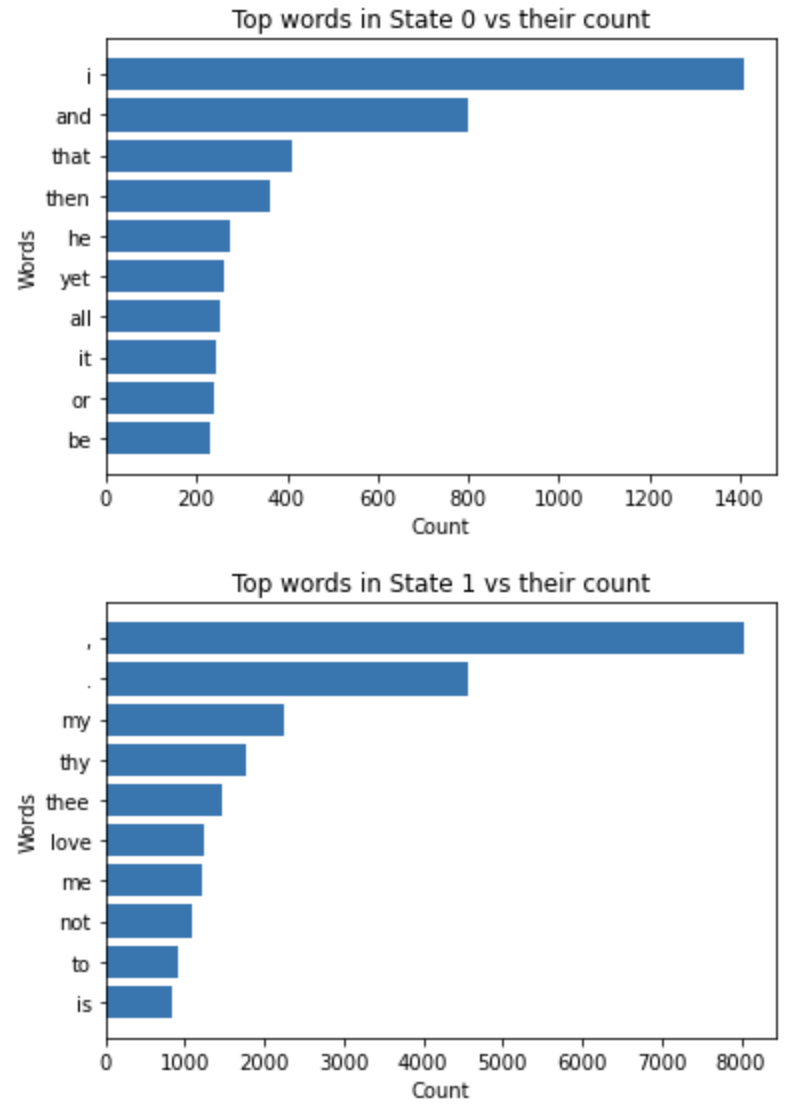 Top words in State 0 vs their count
i
and
that
then
he
yet
all
it
or
be
Words
0 200 400 600 800 1000 1200 1400
Count
Top words in State 1 vs their count
,
.
my
thy
thee
love
me
not
to
is
Words
0 1000 2000 3000 4000 5000 6000 7000 8000
Count